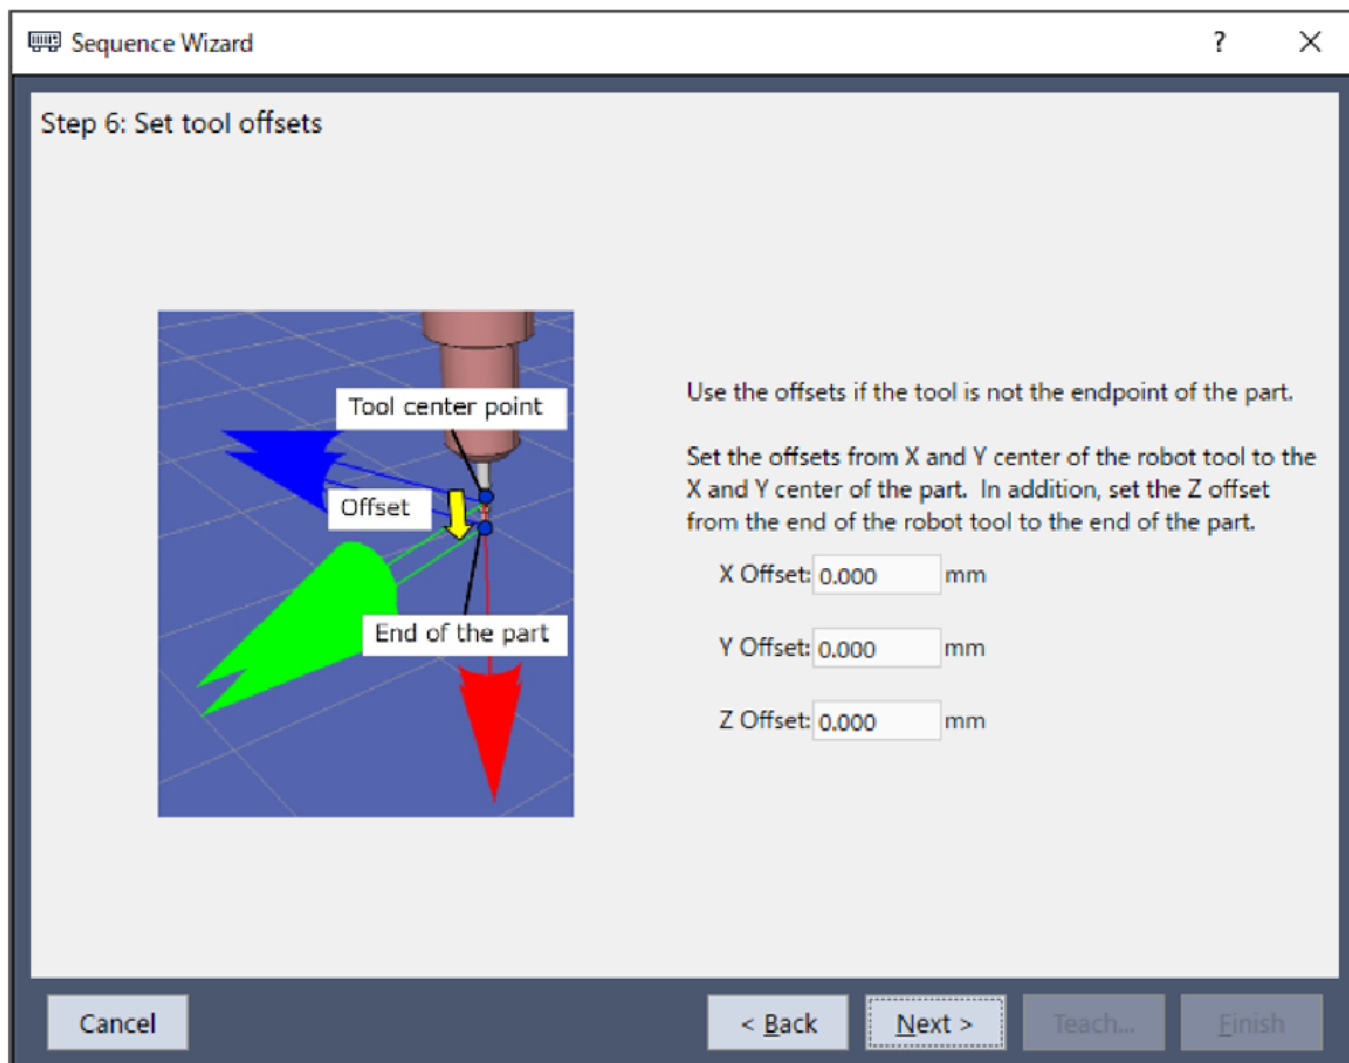 Sequence Wizard
?
Step 6: Set tool offsets
Tool center point
Offset
End of the part
Use the offsets if the tool is not the endpoint of the part.
Set the offsets from X and Y center of the robot tool to the
X and Y center of the part. In addition, set the Z offset
from the end of the robot tool to the end of the part.
X Offset: 0.000 mm
Y Offset: 0.000 mm
Z Offset: 0.000 mm
Cancel
< Back
Next >
Teach...
Finish